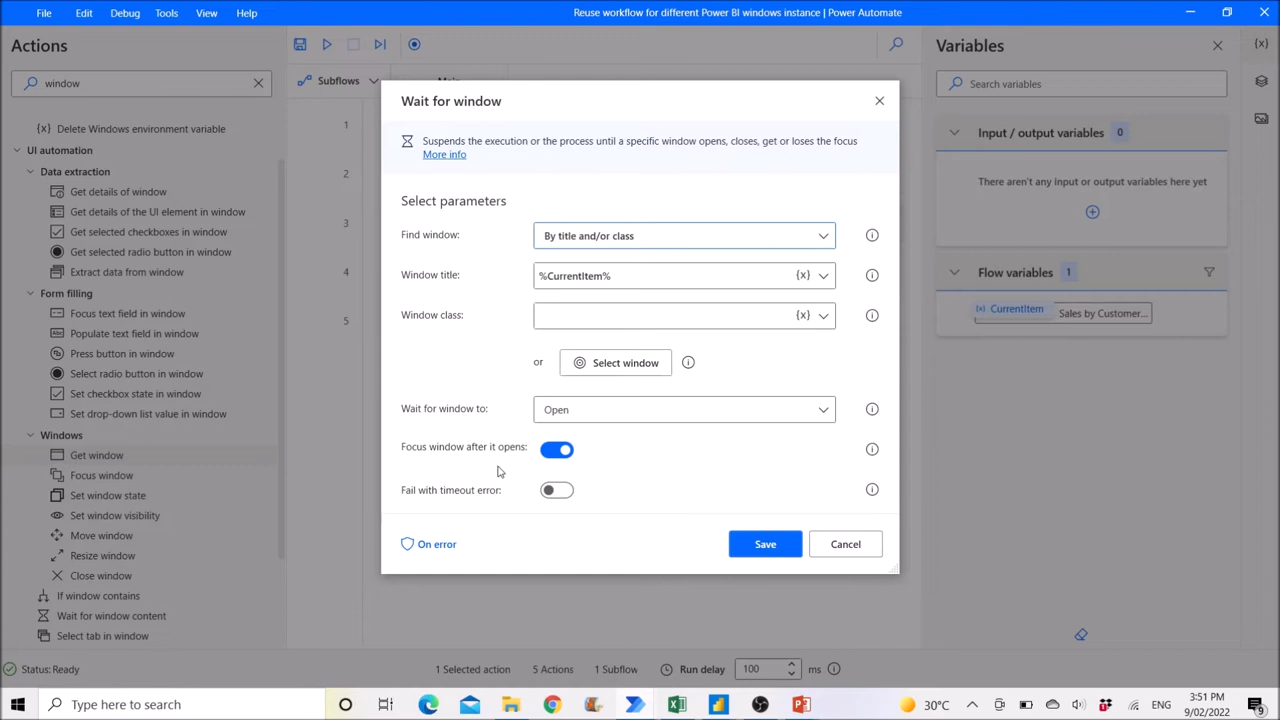 File Edit Debug Tools View Help Reuse workflow for different Power BI windows instance | Power Automate
Actions
window
{x} Delete Windows environment variable
UI automation
Data extraction
Get details of window
Get details of the UI element in window
Get selected checkboxes in window
Get selected radio button in window
Extract data from window
Form filling
Focus text field in window
Populate text field in window
Press button in window
Select radio button in window
Set checkbox state in window
Set drop-down list value in window
Windows
Get window
Focus window
Set window state
Set window visibility
Move window
Resize window
Close window
If window contains
Wait for window content
Select tab in window
Subflows
Main
1
2
3
4
5
Wait for window
Suspends the execution or the process until a specific window opens, closes, get or loses the focus
More info
Select parameters
Find window: By title and/or class
Window title: %CurrentItem% {x}
Window class: {x}
or Select window
Wait for window to: Open
Focus window after it opens:
Fail with timeout error:
On error
Save Cancel
Variables
{x}
Search variables
Input / output variables 0
There aren't any input or output variables here yet
Flow variables 1
{x} CurrentItem Sales by Customer...
Status: Ready 1 Selected action 5 Actions 1 Subflow Run delay 100 ms
Type here to search 30°C ENG 3:51 PM
9/02/2022
9